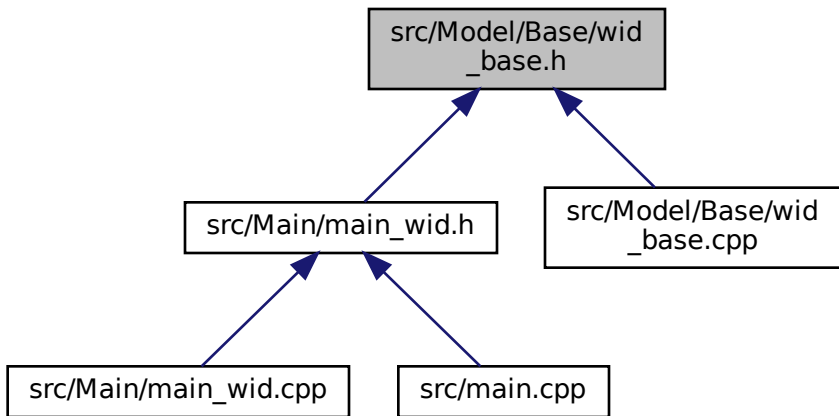 src/Model/Base/wid
_base.h
src/Main/main_wid.h
src/Model/Base/wid
_base.cpp
src/Main/main_wid.cpp
src/main.cpp